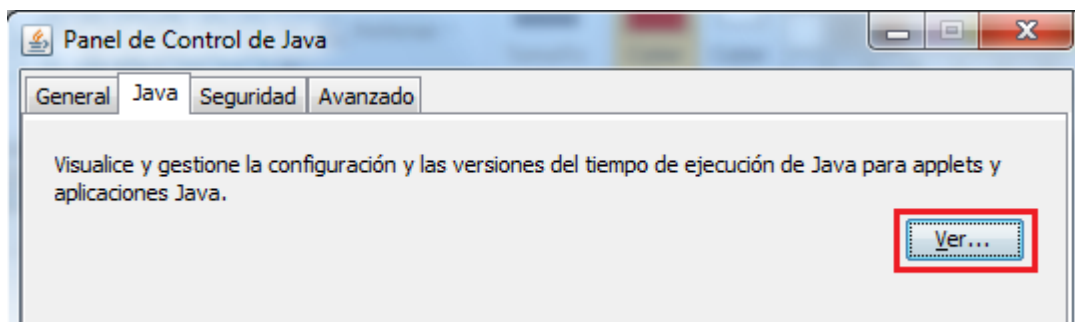 Panel de Control de Java
General Java Seguridad Avanzado
Visualice y gestione la configuración y las versiones del tiempo de ejecución de Java para applets y
aplicaciones Java.
Ver...